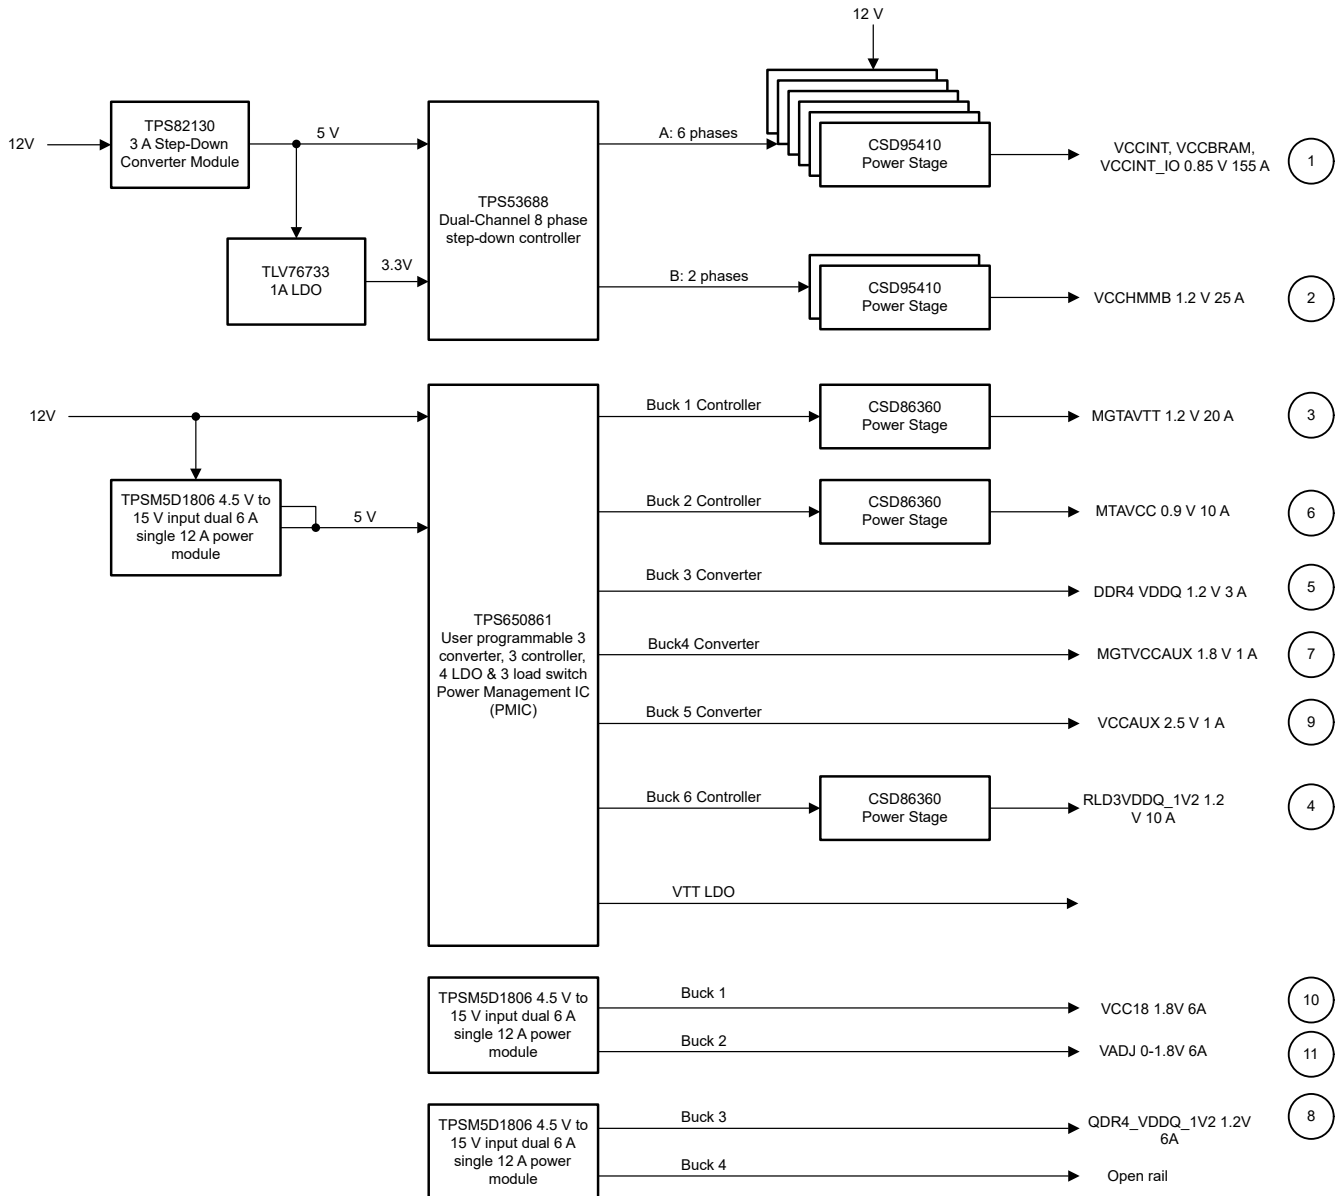 12 V
TPS82130
3 A Step-Down
Converter Module
12V
5 V
TLV76733
1A LDO
3.3V
TPS53688
Dual-Channel 8 phase
step-down controller
A: 6 phases
CSD95410
Power Stage
VCCINT, VCCBRAM,
VCCINT_IO 0.85 V 155 A
1
B: 2 phases
CSD95410
Power Stage
VCCHMMB 1.2 V 25 A
2
12V
TPSM5D1806 4.5 V to
15 V input dual 6 A
single 12 A power
module
5 V
TPS650861
User programmable 3
converter, 3 controller,
4 LDO & 3 load switch
Power Management IC
(PMIC)
Buck 1 Controller
CSD86360
Power Stage
MGTAVTT 1.2 V 20 A
3
Buck 2 Controller
CSD86360
Power Stage
MTAVCC 0.9 V 10 A
6
Buck 3 Converter
DDR4 VDDQ 1.2 V 3 A
5
Buck4 Converter
MGTVCCAUX 1.8 V 1 A
7
Buck 5 Converter
VCCAUX 2.5 V 1 A
9
Buck 6 Controller
CSD86360
Power Stage
RLD3VDDQ_1V2 1.2
V 10 A
4
VTT LDO
TPSM5D1806 4.5 V to
15 V input dual 6 A
single 12 A power
module
Buck 1
VCC18 1.8V 6A
10
Buck 2
VADJ 0-1.8V 6A
11
TPSM5D1806 4.5 V to
15 V input dual 6 A
single 12 A power
module
Buck 3
QDR4_VDDQ_1V2 1.2V
6A
8
Buck 4
Open rail